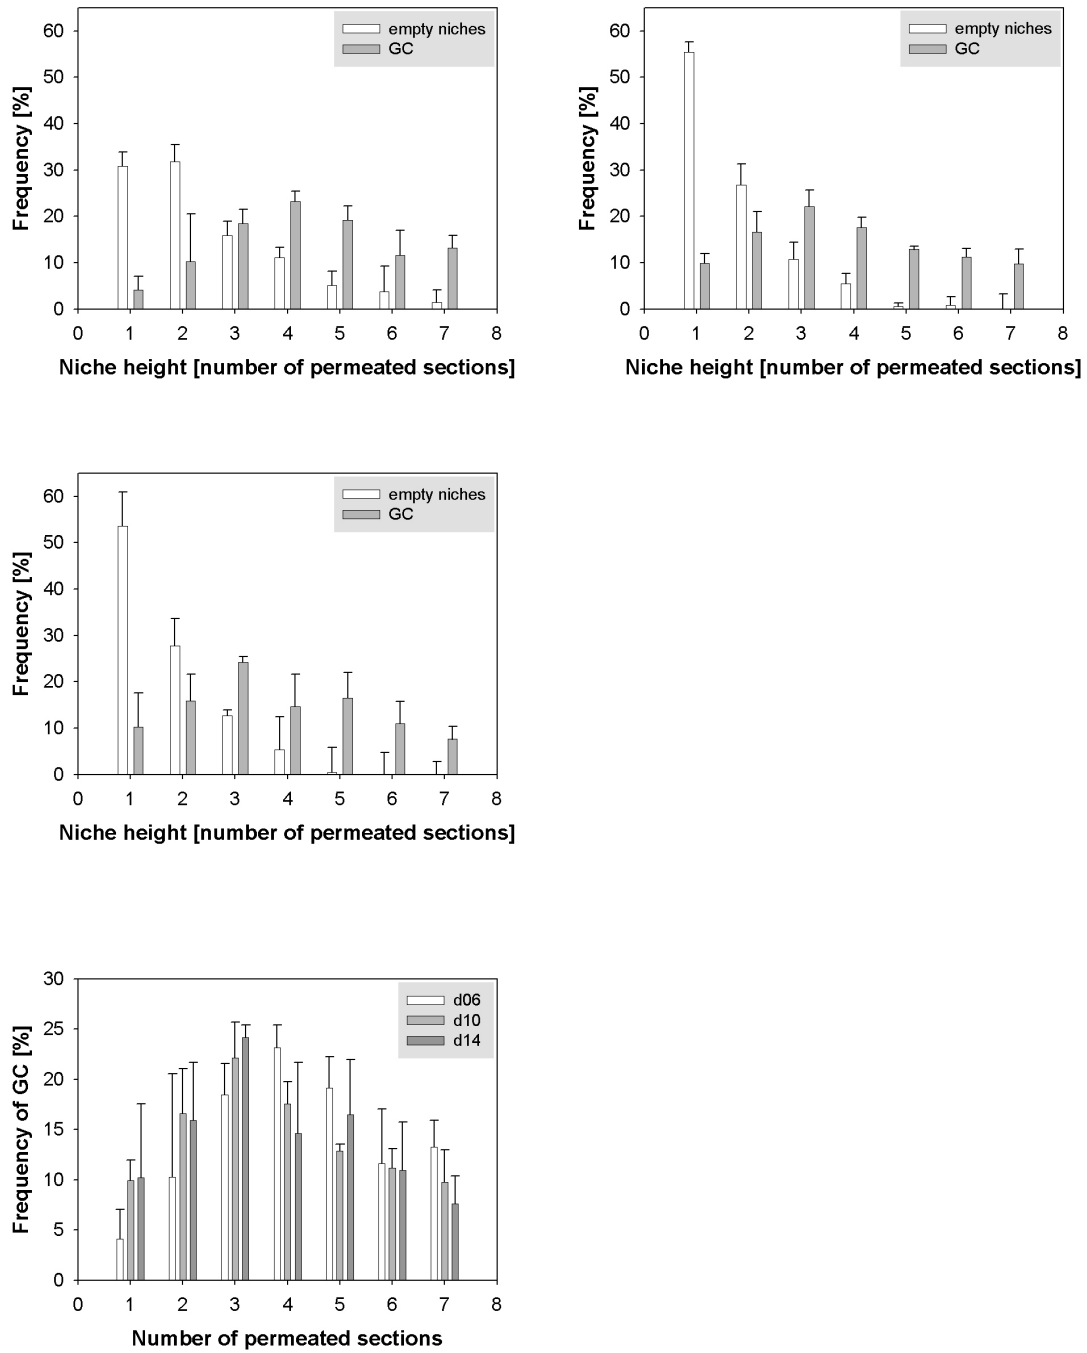 60
50
40
30
20
10
0
Frequency [%]
empty niches
GC
0 1 2 3 4 5 6 7 8
Niche height [number of permeated sections]
60
50
40
30
20
10
0
Frequency [%]
empty niches
GC
0 1 2 3 4 5 6 7 8
Niche height [number of permeated sections]
60
50
40
30
20
10
0
Frequency [%]
empty niches
GC
0 1 2 3 4 5 6 7 8
Niche height [number of permeated sections]
30
25
20
15
10
5
0
Frequency of GC [%]
d06
d10
d14
0 1 2 3 4 5 6 7 8
Number of permeated sections